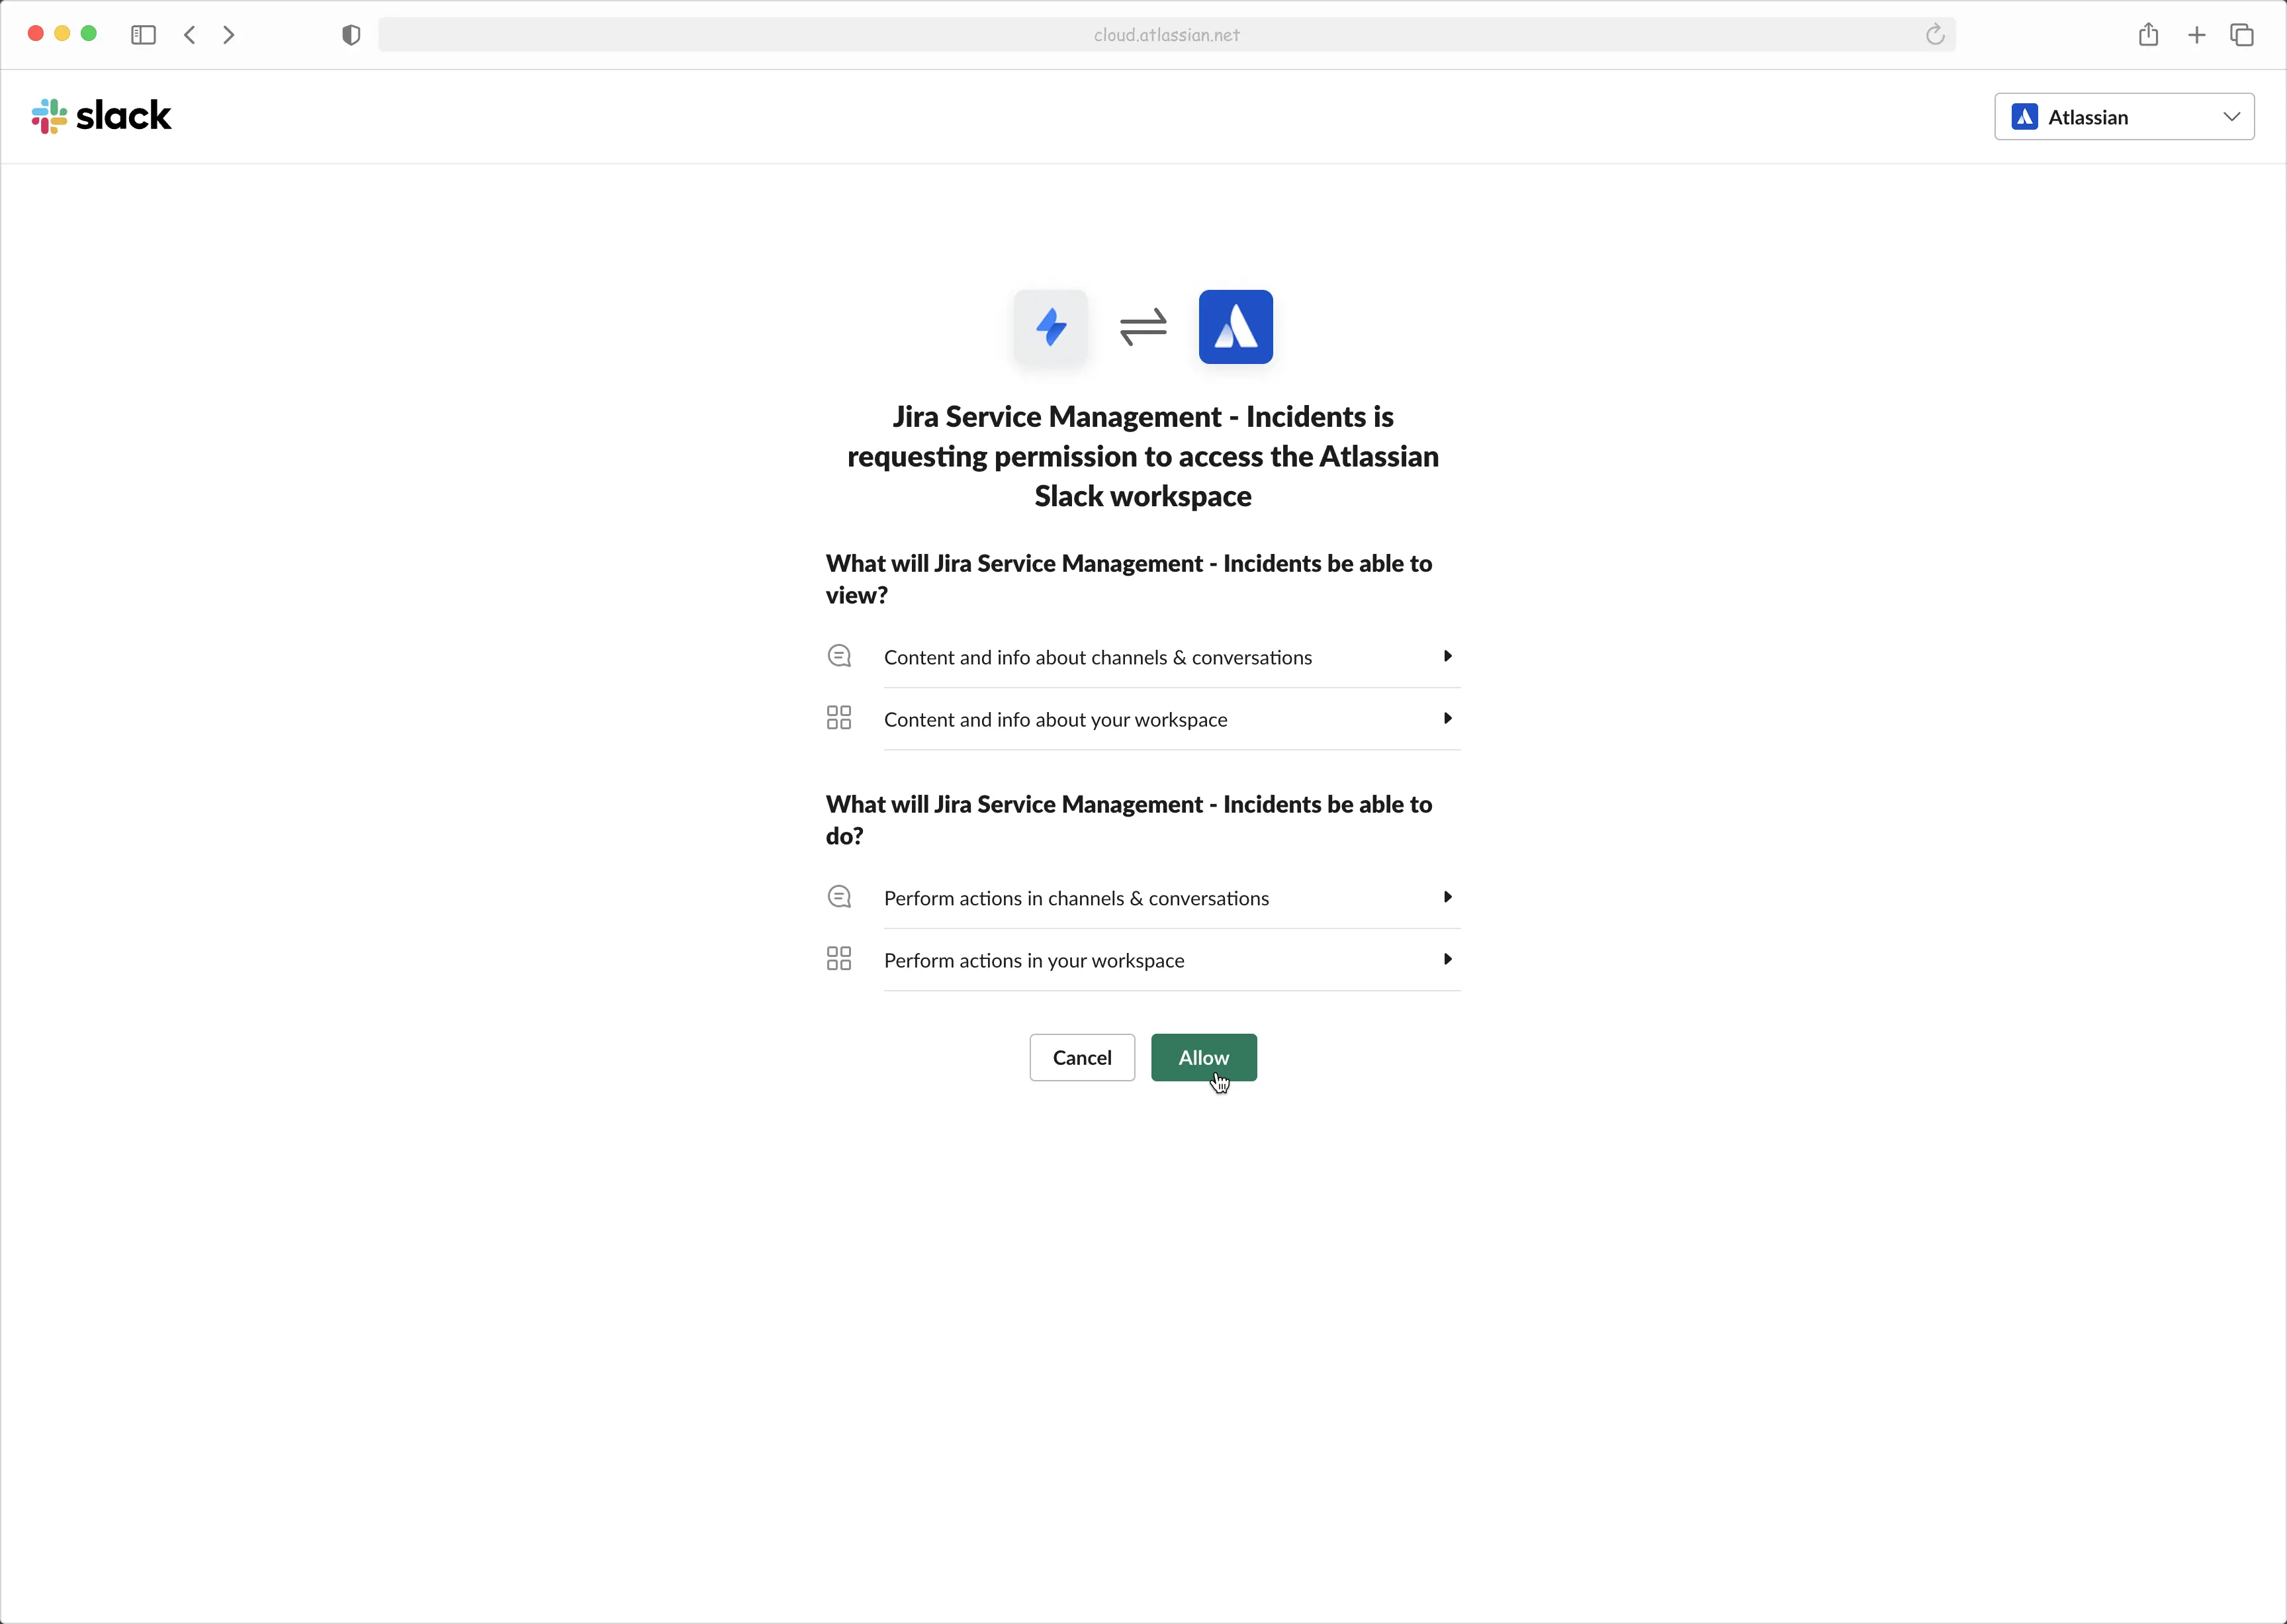 cloud.atlassian.net
slack
Atlassian
Jira Service Management - Incidents is
requesting permission to access the Atlassian
Slack workspace
What will Jira Service Management - Incidents be able to
view?
Content and info about channels & conversations
Content and info about your workspace
What will Jira Service Management - Incidents be able to
do?
Perform actions in channels & conversations
Perform actions in your workspace
Cancel
Allow